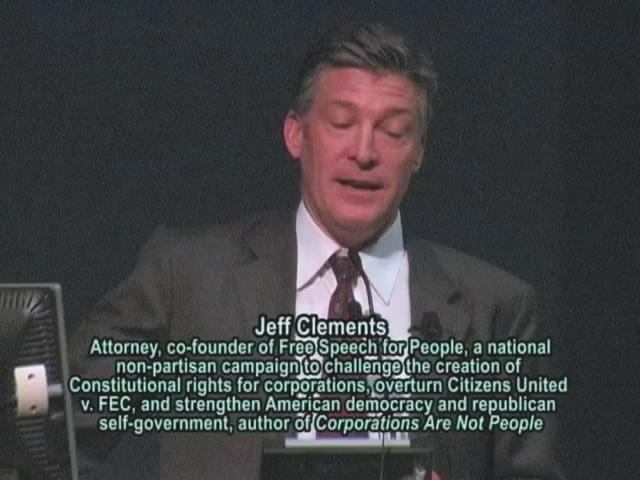 Jeff Clements
Attorney, co-founder of Free Speech for People, a national
non-partisan campaign to challenge the creation of
Constitutional rights for corporations, overturn Citizens United
v. FEC, and strengthen American democracy and republican
self-government, author of Corporations Are Not People